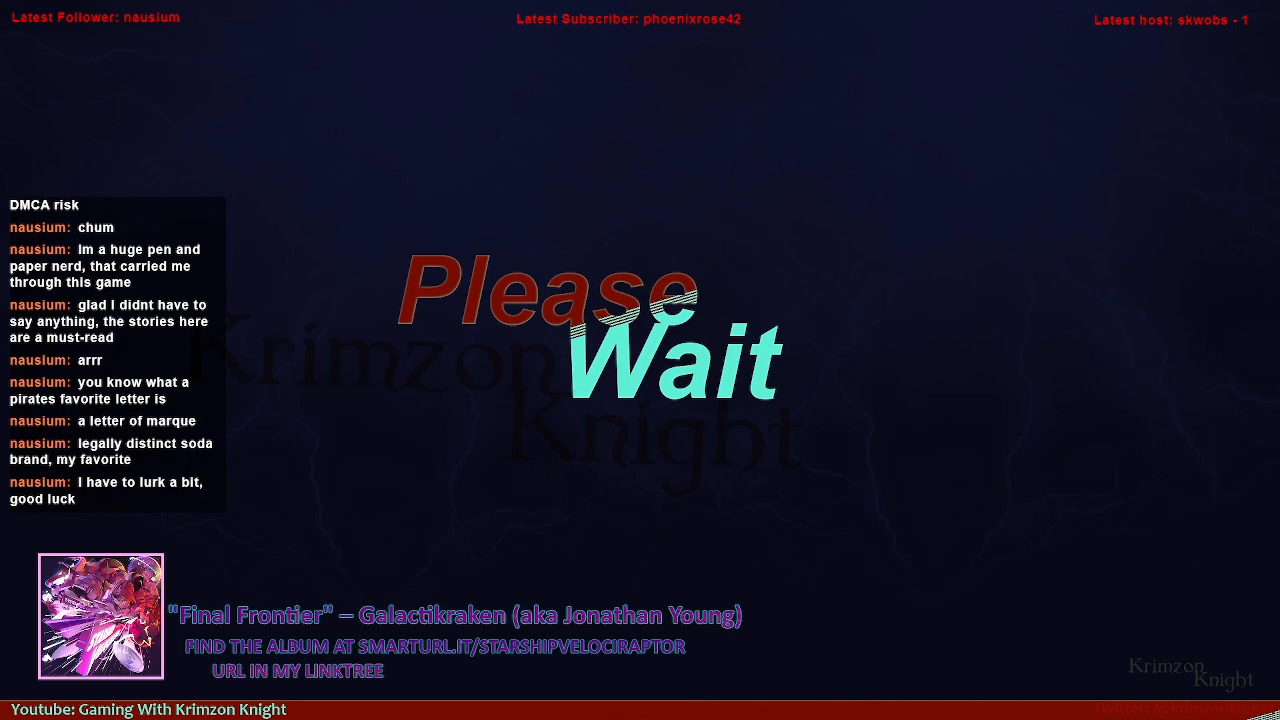 Latest Follower: nausium
Latest Subscriber: phoenixrose42
Latest host: skwobs - 1
DMCA risk
nausium: chum
nausium: Im a huge pen and
paper nerd, that carried me
through this game
nausium: glad I didnt have to
say anything, the stories here
are a must-read
nausium: arrr
nausium: you know what a
pirates favorite letter is
nausium: a letter of marque
nausium: legally distinct soda
brand, my favorite
nausium: I have to lurk a bit,
good luck
Please
Wait
Krimzon
Knight
"Final Frontier" – Galactikraken (aka Jonathan Young)
FIND THE ALBUM AT SMARTURL.IT/STARSHIPVELOCIRAPTOR
URL IN MY LINKTREE
Krimzon
Knight
Youtube: Gaming With Krimzon Knight